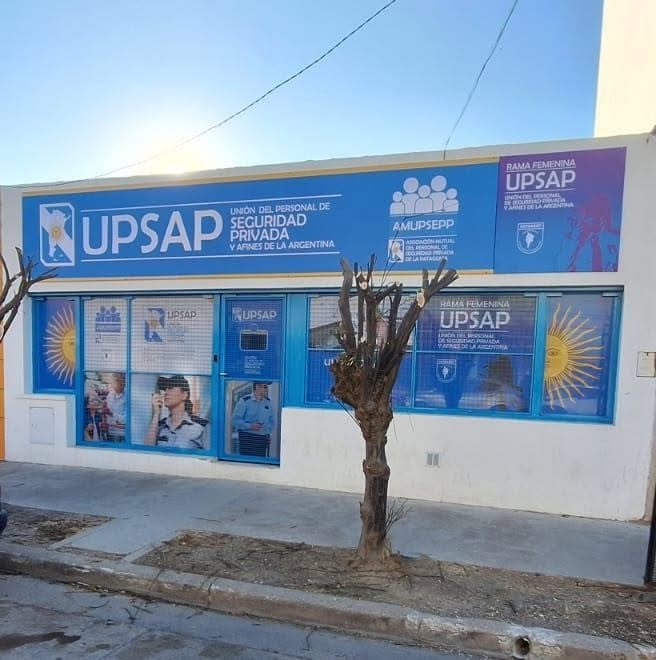 UPSAP
UNIÓN DEL PERSONAL DE
SEGURIDAD
PRIVADA
Y AFINES DE LA ARGENTINA
AMUPSEPP
ASOCIACIÓN MUTUAL
DEL PERSONAL DE
SEGURIDAD PRIVADA
DE LA PATAGONIA
RAMA FEMENINA
UPSAP
UNIÓN DEL PERSONAL
DE SEGURIDAD PRIVADA
Y AFINES DE LA ARGENTINA
UPSAP
UPSAP
RAMA FEMENINA
UPSAP
UNIÓN DEL PERSONAL
DE SEGURIDAD PRIVADA
Y AFINES DE LA ARGENTINA